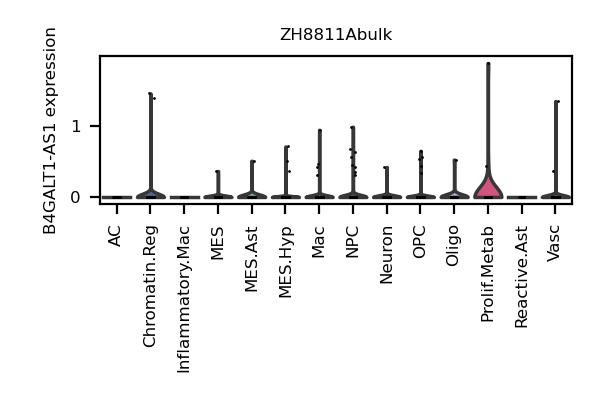 ZH8811Abulk
B4GALT1-AS1 expression
1
0
AC
Chromatin.Reg
Inflammatory.Mac
MES
MES.Ast
MES.Hyp
Mac
NPC
Neuron
OPC
Oligo
Prolif.Metab
Reactive.Ast
Vasc